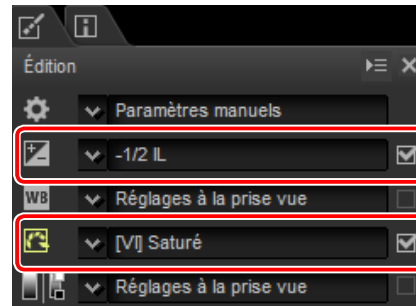 Édition
Paramètres manuels
-1/2 IL
WB Réglages à la prise vue
[VI] Saturé
Réglages à la prise vue